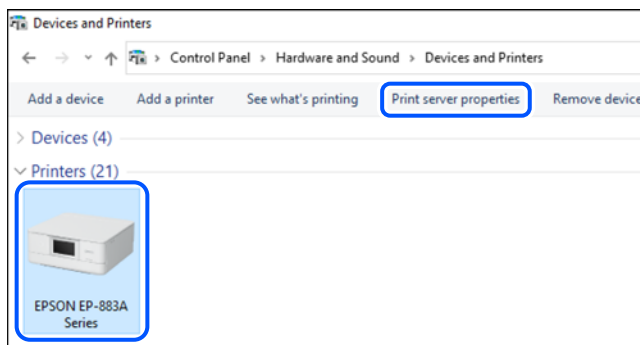 Devices and Printers
Control Panel > Hardware and Sound > Devices and Printers
Add a device Add a printer See what's printing Print server properties Remove device
Devices (4)
Printers (21)
EPSON EP-883A
Series